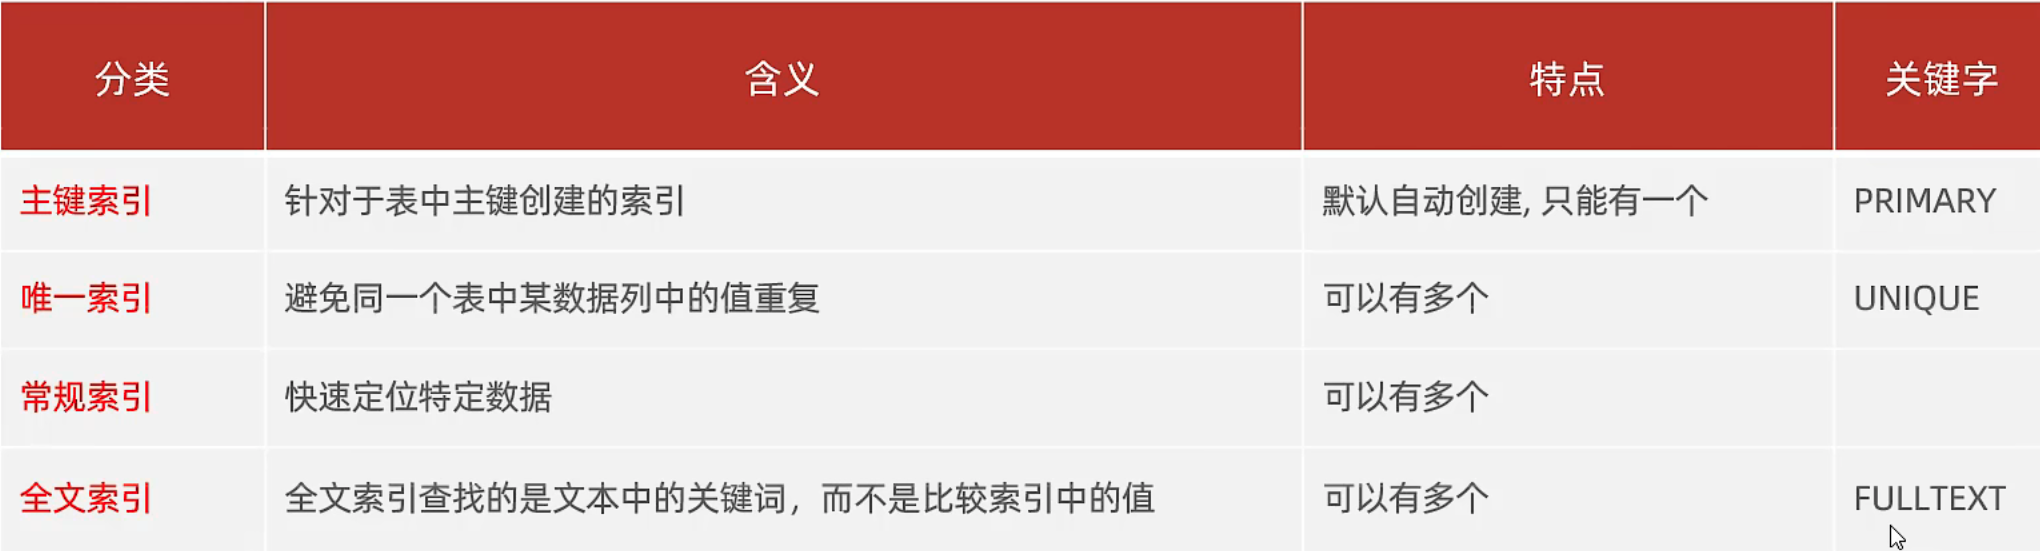 分类 含义 特点 关键字
主键索引 针对于表中主键创建的索引 默认自动创建, 只能有一个 PRIMARY
唯一索引 避免同一个表中某数据列中的值重复 可以有多个 UNIQUE
常规索引 快速定位特定数据 可以有多个
全文索引 全文索引查找的是文本中的关键词，而不是比较索引中的值 可以有多个 FULLTEXT